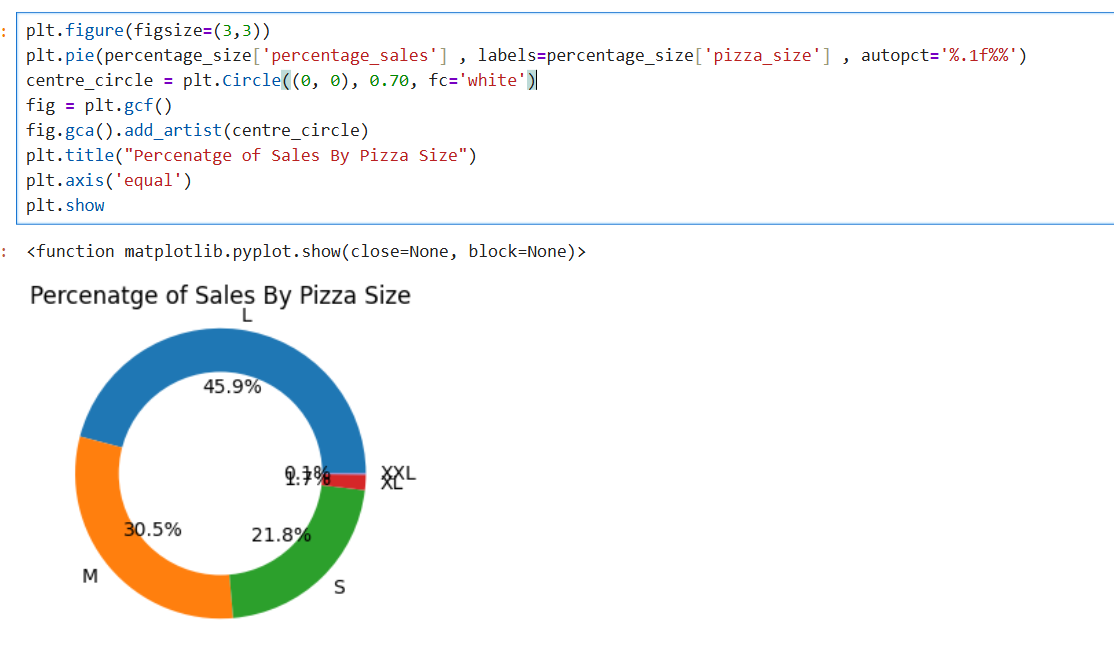 :
plt.figure(figsize=(3,3))
plt.pie(percentage_size['percentage_sales'] , labels=percentage_size['pizza_size'] , autopct='%.1f%%')
centre_circle = plt.Circle((0, 0), 0.70, fc='white')
fig = plt.gcf()
fig.gca().add_artist(centre_circle)
plt.title("Percenatge of Sales By Pizza Size")
plt.axis('equal')
plt.show
: <function matplotlib.pyplot.show(close=None, block=None)>
Percenatge of Sales By Pizza Size
L
45.9%
0.1%
XXL
1.7%
XL
30.5%
21.8%
M
S